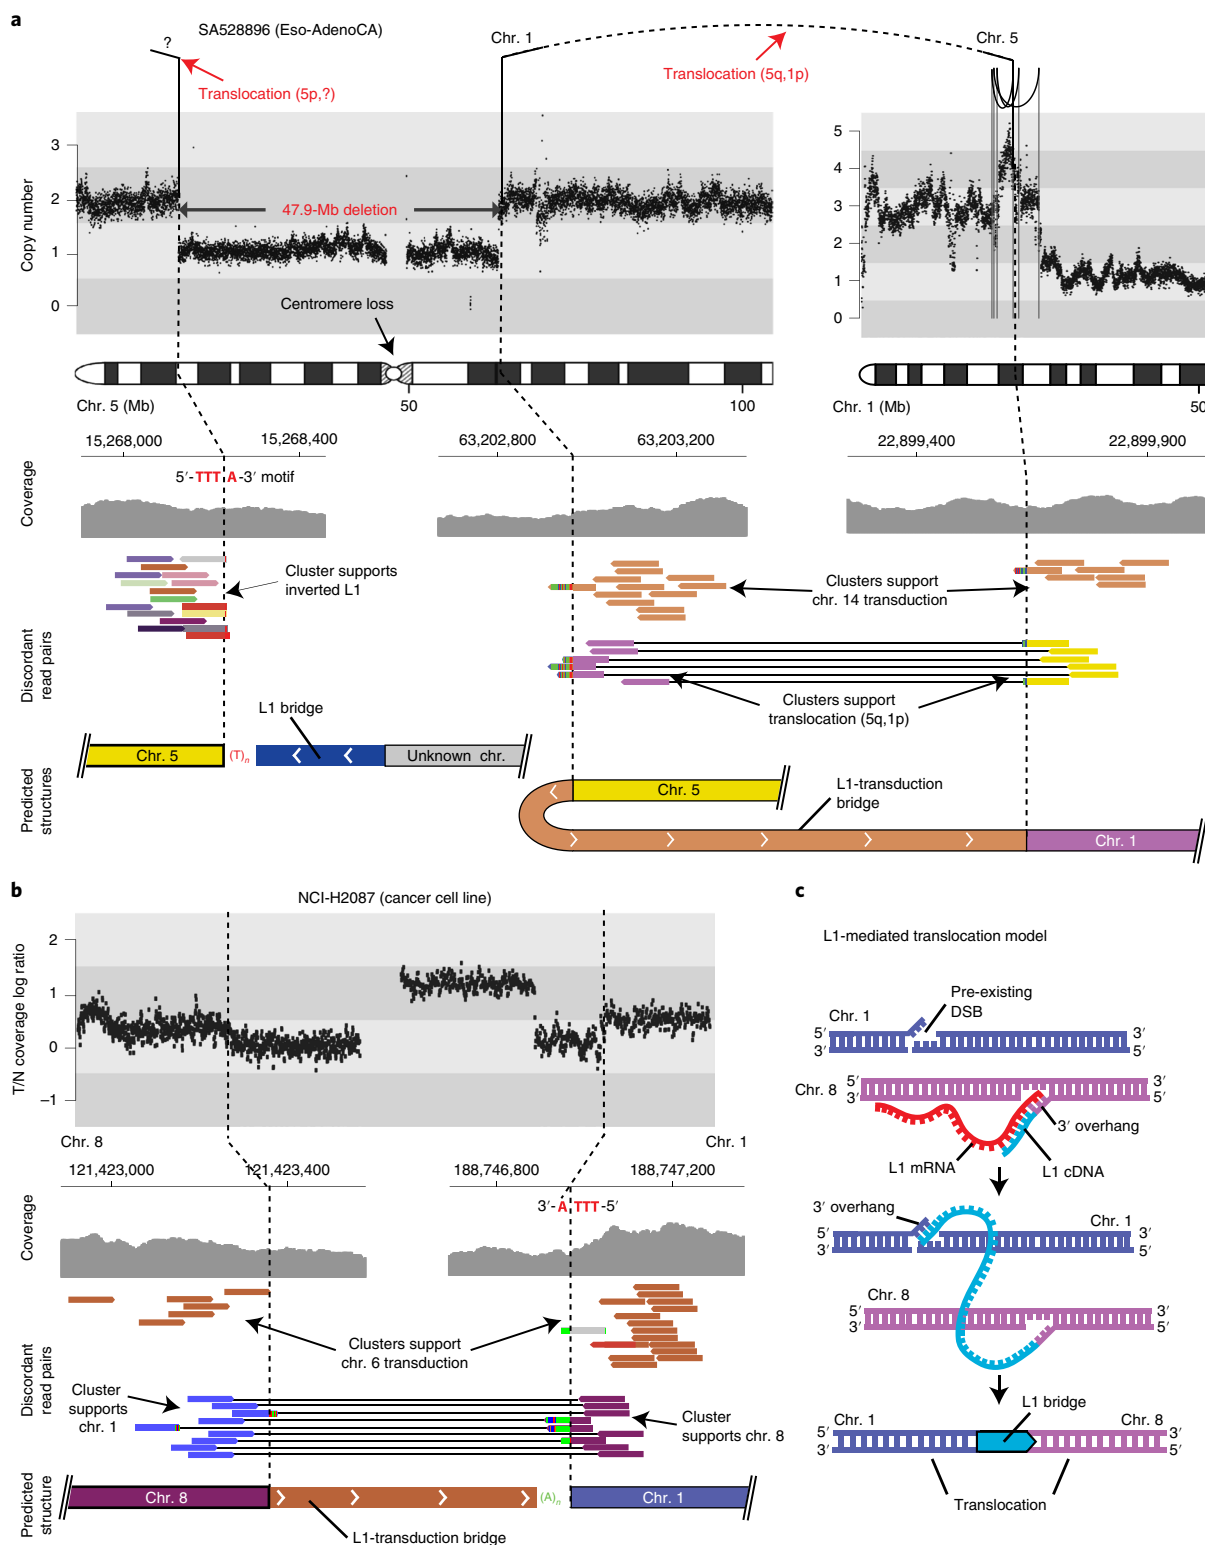 a
SA528896 (Eso-AdenoCA)
?
Chr. 1
Chr. 5
Translocation (5p,?)
Translocation (5q,1p)
Copy number
3
2
1
0
47.9-Mb deletion
Centromere loss
5
4
3
2
1
0
Chr. 5 (Mb)
50
100
Chr. 1 (Mb)
50
15,268,000
15,268,400
63,202,800
63,203,200
22,899,400
22,899,900
5′-TTT A-3′ motif
Coverage
Cluster supports
inverted L1
Clusters support
chr. 14 transduction
Discordant
read pairs
Clusters support
translocation (5q,1p)
L1 bridge
Chr. 5
(T)n
Unknown chr.
Predicted
structures
Chr. 5
L1-transduction
bridge
Chr. 1
b
NCI-H2087 (cancer cell line)
T/N coverage log ratio
2
1
0
–1
Chr. 8
Chr. 1
121,423,000
121,423,400
188,746,800
188,747,200
3′-A TTT-5′
Coverage
Clusters support
chr. 6 transduction
Discordant
read pairs
Cluster
supports
chr. 1
Cluster
supports chr. 8
Predicted
structure
Chr. 8
(A)n
Chr. 1
L1-transduction bridge
c
L1-mediated translocation model
Pre-existing
DSB
Chr. 1
5′
3′
3′
5′
Chr. 8
5′
3′
3′
5′
3′ overhang
L1 mRNA
L1 cDNA
3′ overhang
Chr. 1
5′
3′
3′
5′
Chr. 8
5′
3′
3′
5′
L1 bridge
Chr. 1
Chr. 8
5′
3′
3′
5′
Translocation